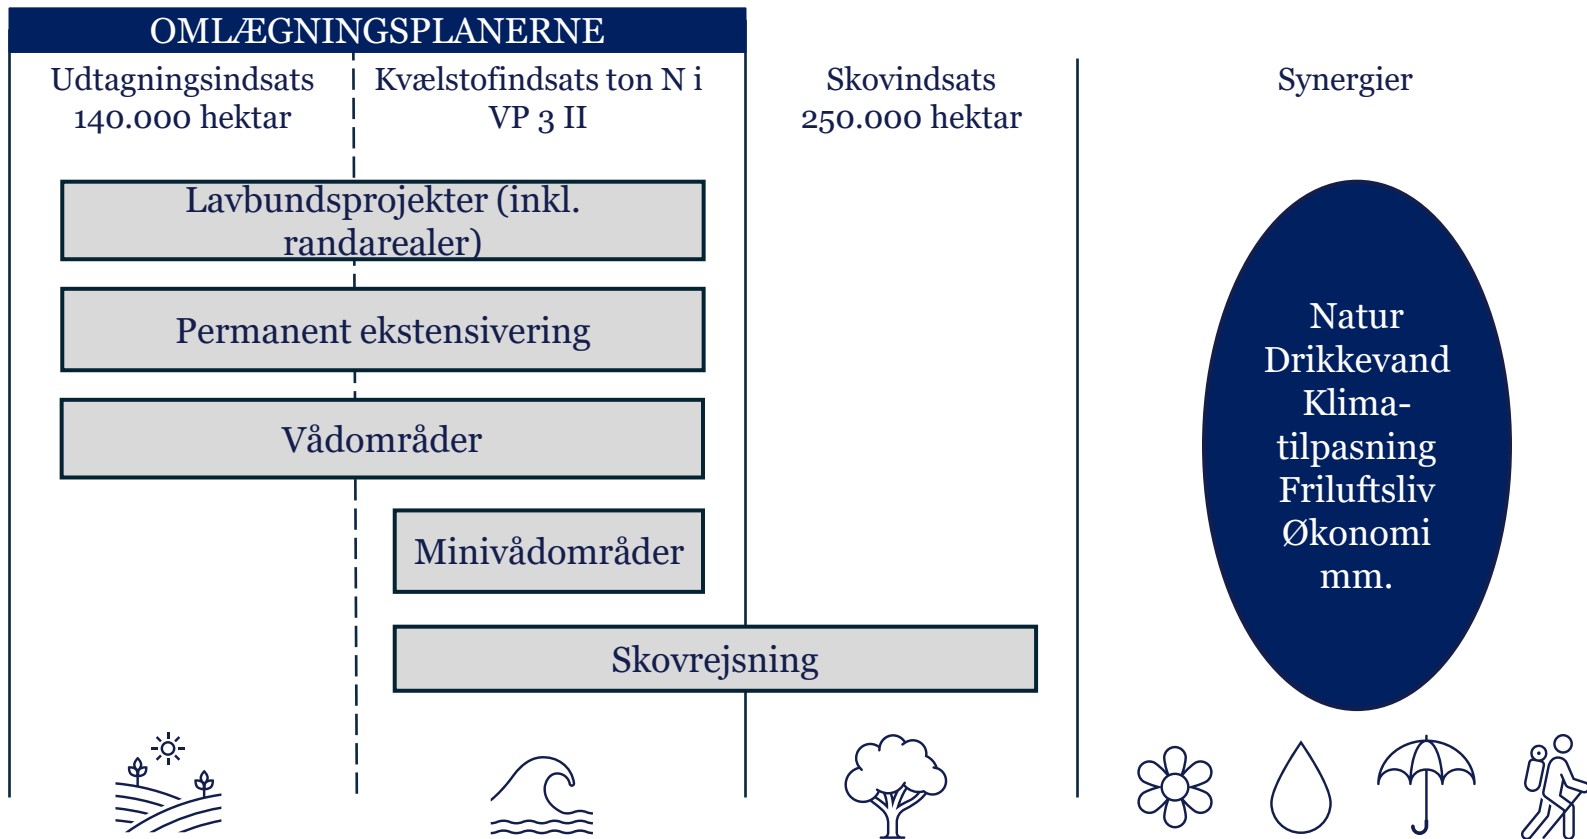 OMLÆGNINGSPLANERNE
Udtagningsindsats
140.000 hektar
Kvælstofindsats ton N i
VP 3 II
Skovindsats
250.000 hektar
Synergier
Lavbundsprojekter (inkl.
randarealer)
Permanent ekstensivering
Vådområder
Minivådområder
Skovrejsning
Natur
Drikkevand
Klima-
tilpasning
Friluftsliv
Økonomi
mm.